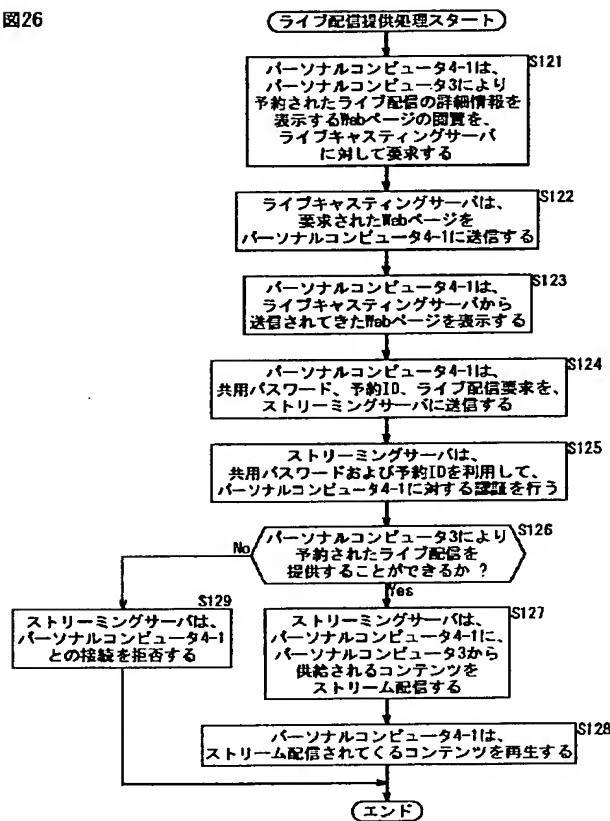 図26
ライブ配信提供処理スタート
S121
パーソナルコンピュータ4-1は、
パーソナルコンピュータ3により
予約されたライブ配信の詳細情報を
表示するWebページの閲覧を、
ライブキャスティングサーバ
に対して要求する
S122
ライブキャスティングサーバは、
要求されたWebページを
パーソナルコンピュータ4-1に送信する
S123
パーソナルコンピュータ4-1は、
ライブキャスティングサーバから
送信されてきたWebページを表示する
S124
パーソナルコンピュータ4-1は、
共用パスワード、予約ID、ライブ配信要求を、
ストリーミングサーバに送信する
S125
ストリーミングサーバは、
共用パスワードおよび予約IDを利用して、
パーソナルコンピュータ4-1に対する認証を行う
S126
パーソナルコンピュータ3により
予約されたライブ配信を
提供することができるか ?
No
Yes
S129
ストリーミングサーバは、
パーソナルコンピュータ4-1
との接続を拒否する
S127
ストリーミングサーバは、
パーソナルコンピュータ4-1に、
パーソナルコンピュータ3から
供給されるコンテンツを
ストリーム配信する
S128
パーソナルコンピュータ4-1は、
ストリーム配信されてくるコンテンツを再生する
エンド